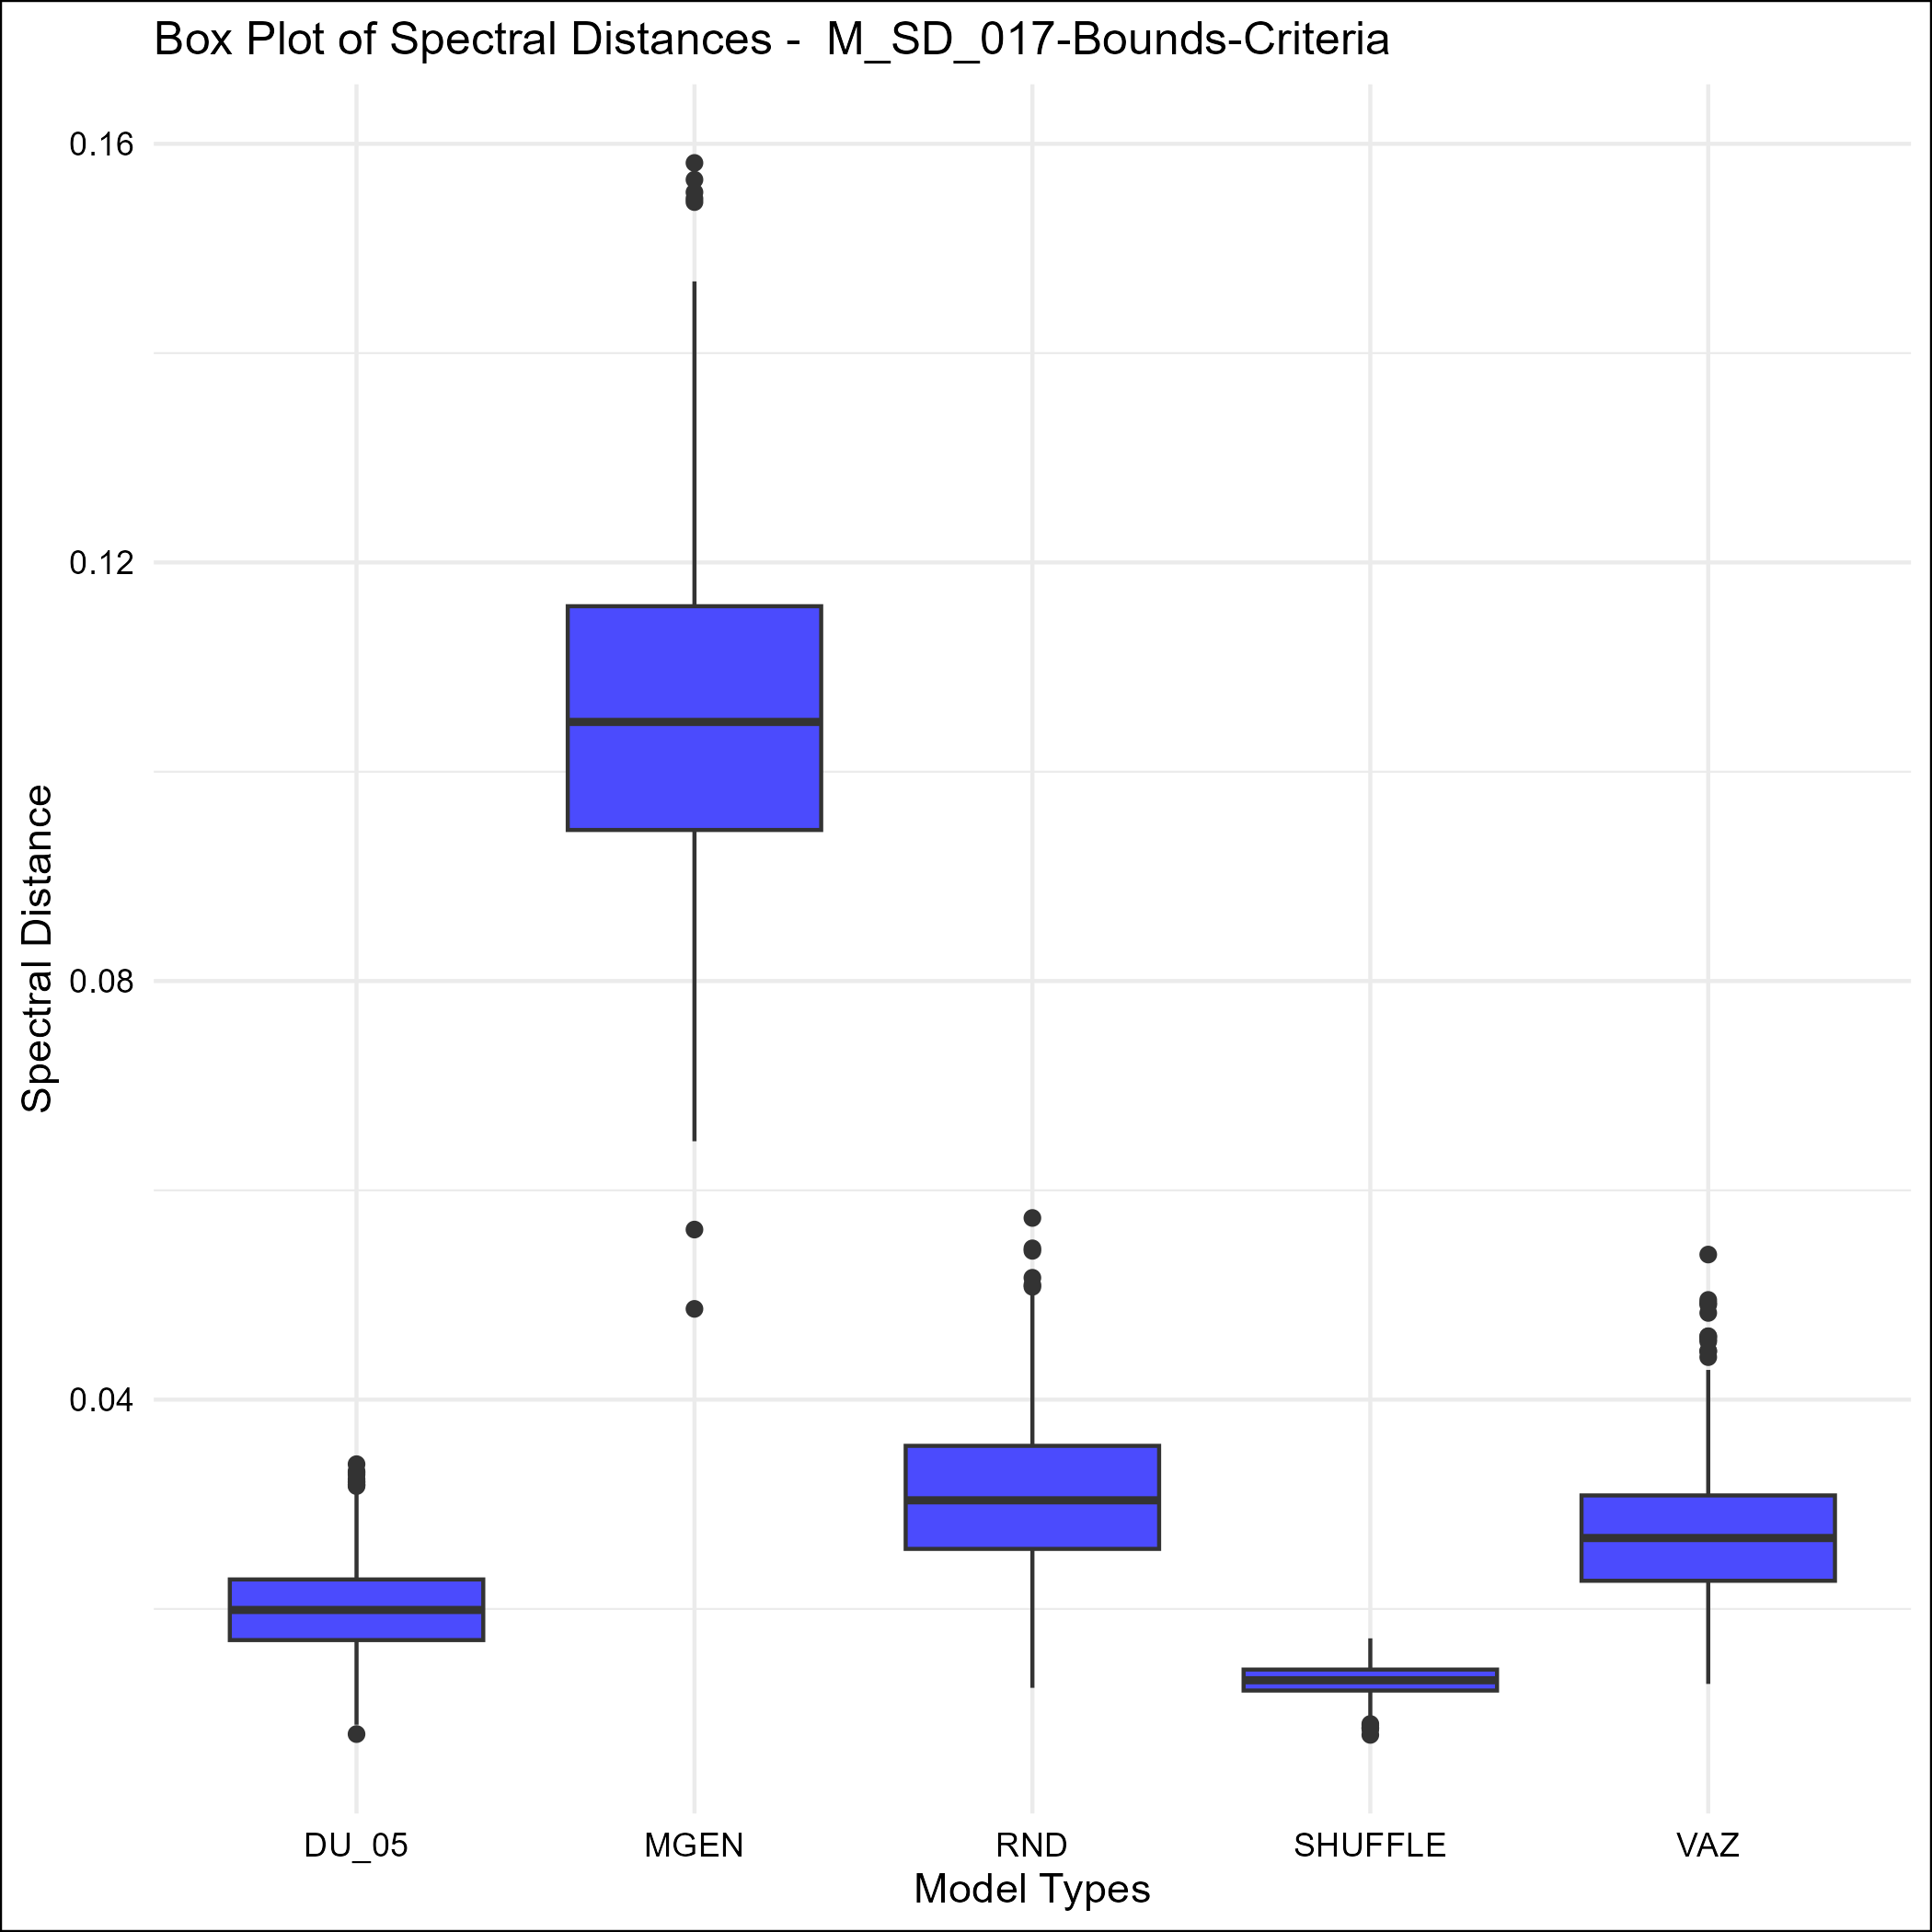 Box Plot of Spectral Distances -  M_SD_017-Bounds-Criteria
0.16
0.12
0.08
0.04
Spectral Distance
DU_05 MGEN RND SHUFFLE VAZ
Model Types